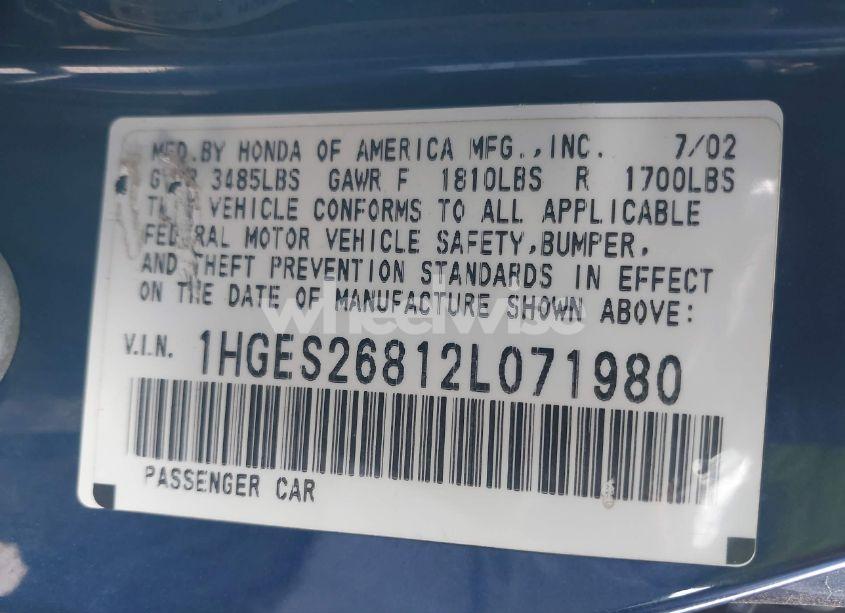 MFD. BY HONDA OF AMERICA MFG., INC. 7/02
3485LBS GAWR F 1810LBS R 1700LBS
VEHICLE CONFORMS TO ALL APPLICABLE
FEDERAL MOTOR VEHICLE SAFETY, BUMPER,
AND THEFT PREVENTION STANDARDS IN EFFECT
ON THE DATE OF MANUFACTURE SHOWN ABOVE:
wheelwise
V.I.N. 1HGES26812L071980
PASSENGER CAR